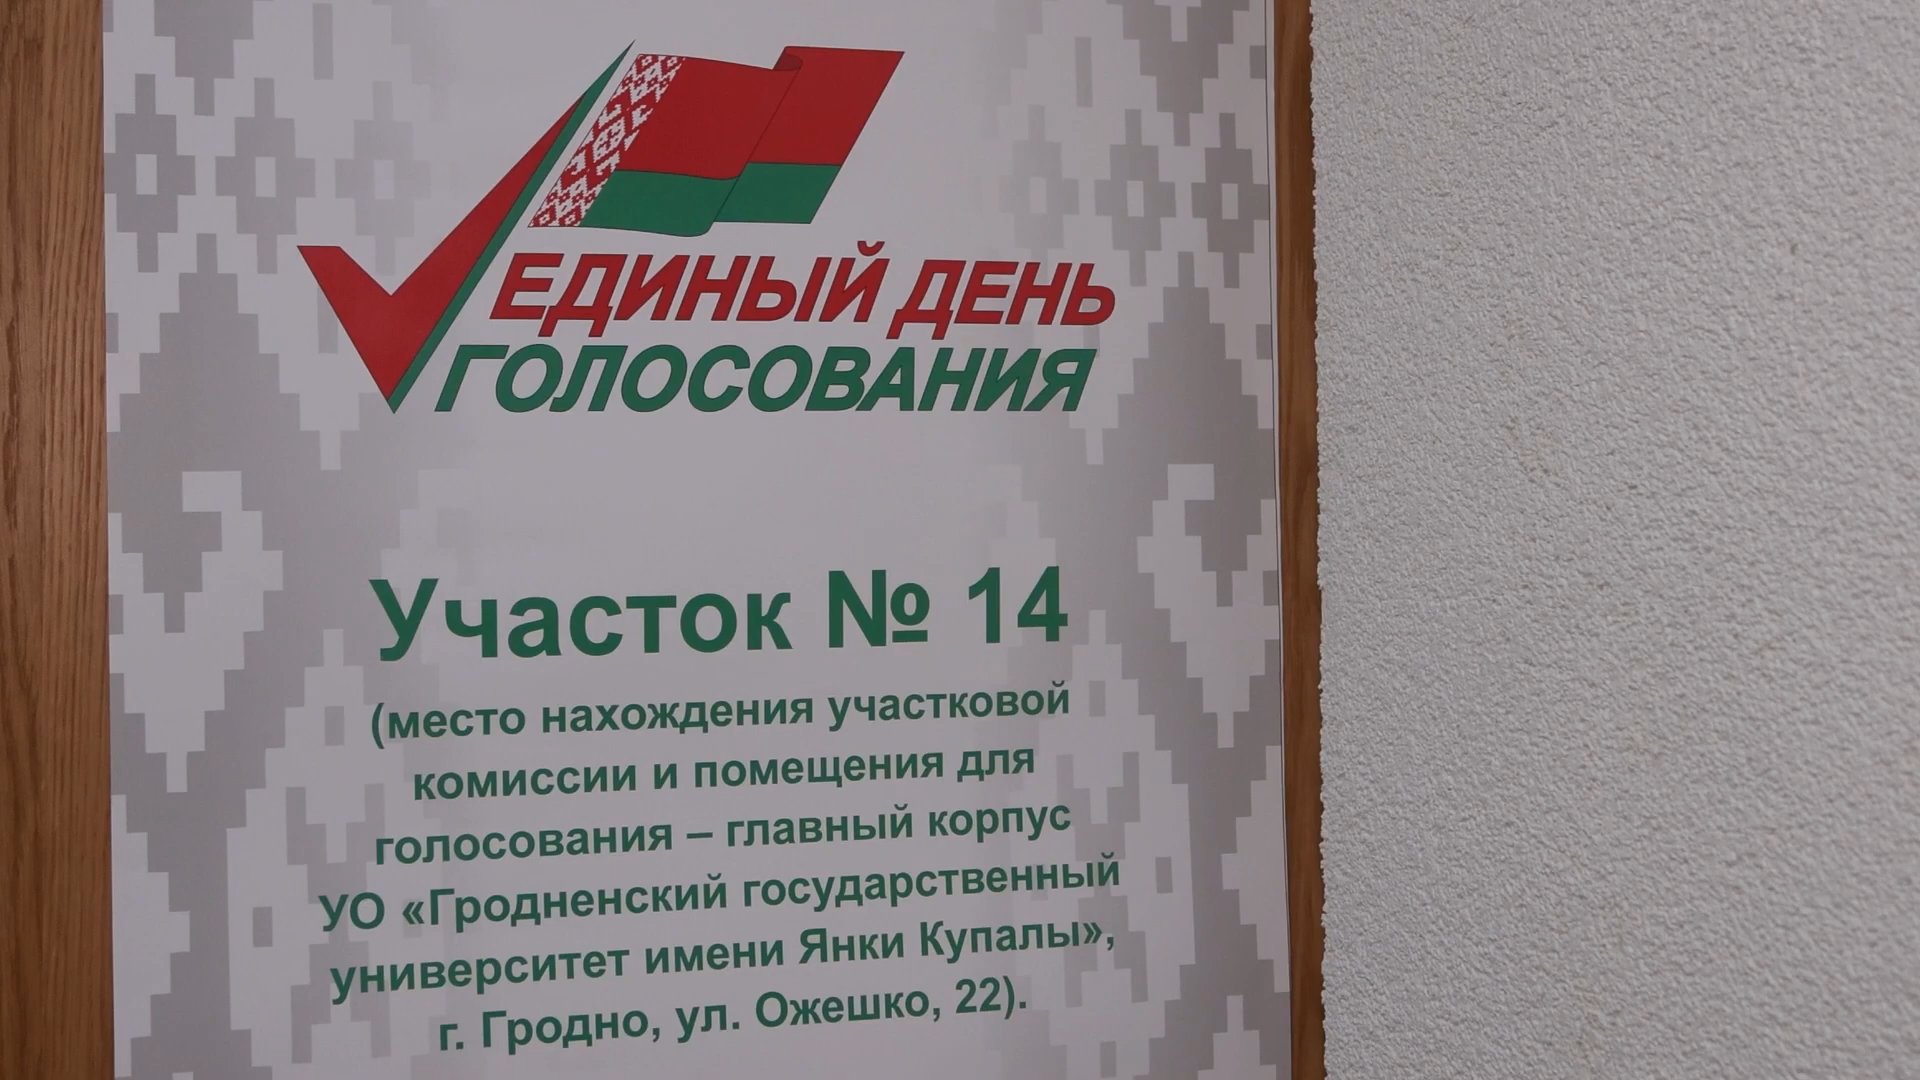 ЕДИНЫЙ ДЕНЬ
ГОЛОСОВАНИЯ
Участок № 14
(место нахождения участковой
комиссии и помещения для
голосования – главный корпус
УО «Гродненский государственный
университет имени Янки Купалы»,
г. Гродно, ул. Ожешко, 22).